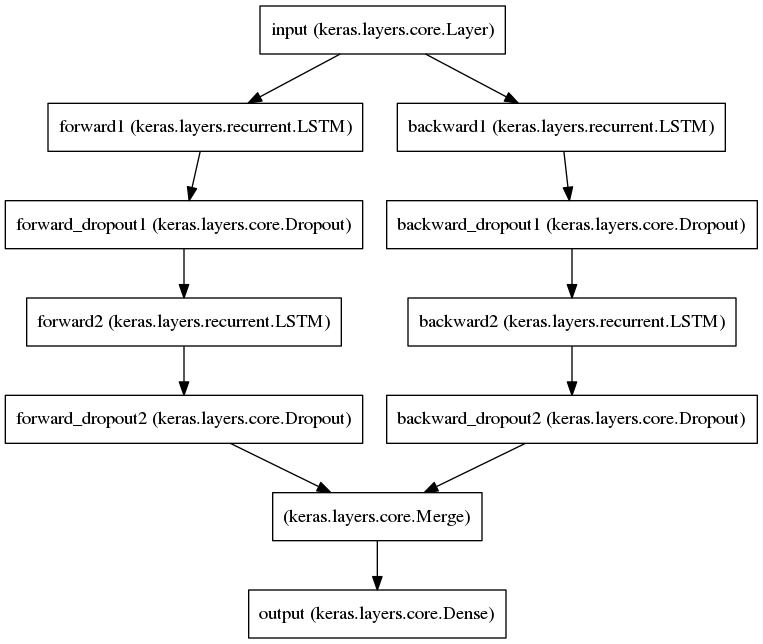 input (keras.layers.core.Layer)
forward1 (keras.layers.recurrent.LSTM)
backward1 (keras.layers.recurrent.LSTM)
forward_dropout1 (keras.layers.core.Dropout)
backward_dropout1 (keras.layers.core.Dropout)
forward2 (keras.layers.recurrent.LSTM)
backward2 (keras.layers.recurrent.LSTM)
forward_dropout2 (keras.layers.core.Dropout)
backward_dropout2 (keras.layers.core.Dropout)
(keras.layers.core.Merge)
output (keras.layers.core.Dense)